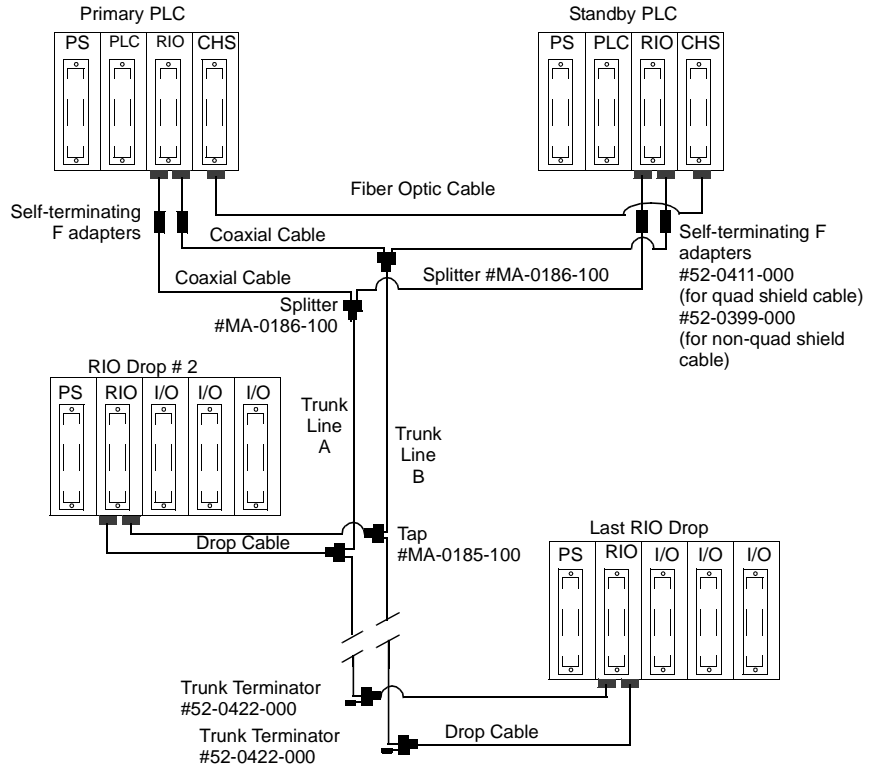 Primary PLC
Standby PLC
PS PLC RIO CHS
PS PLC RIO CHS
Fiber Optic Cable
Self-terminating
F adapters
Coaxial Cable
Self-terminating F
adapters
#52-0411-000
(for quad shield cable)
#52-0399-000
(for non-quad shield
cable)
Coaxial Cable
Splitter #MA-0186-100
Splitter
#MA-0186-100
RIO Drop # 2
PS RIO I/O I/O I/O
Trunk
Line
A
Trunk
Line
B
Drop Cable
Tap
#MA-0185-100
Last RIO Drop
PS RIO I/O I/O I/O
Trunk Terminator
#52-0422-000
Trunk Terminator
#52-0422-000
Drop Cable